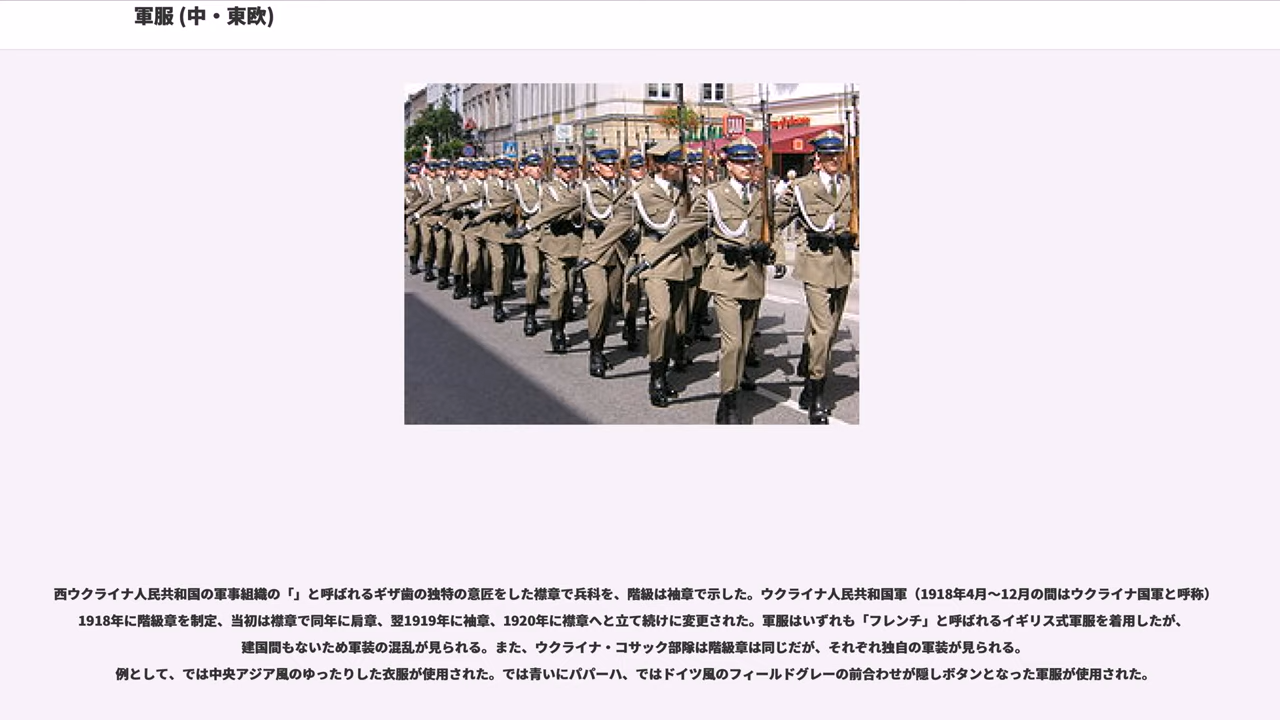 軍服 (中・東欧)
西ウクライナ人民共和国の軍事組織の「」と呼ばれるギザ歯の独特の意匠をした襟章で兵科を、階級は袖章で示した。ウクライナ人民共和国軍（1918年4月〜12月の間はウクライナ国軍と呼称）
1918年に階級章を制定、当初は襟章で同年に肩章、翌1919年に袖章、1920年に襟章へと立て続けに変更された。軍服はいずれも「フレンチ」と呼ばれるイギリス式軍服を着用したが、
建国間もないため軍装の混乱が見られる。また、ウクライナ・コサック部隊は階級章は同じだが、それぞれ独自の軍装が見られる。
例として、では中央アジア風のゆったりした衣服が使用された。では青いにパパーハ、ではドイツ風のフィールドグレーの前合わせが隠しボタンとなった軍服が使用された。